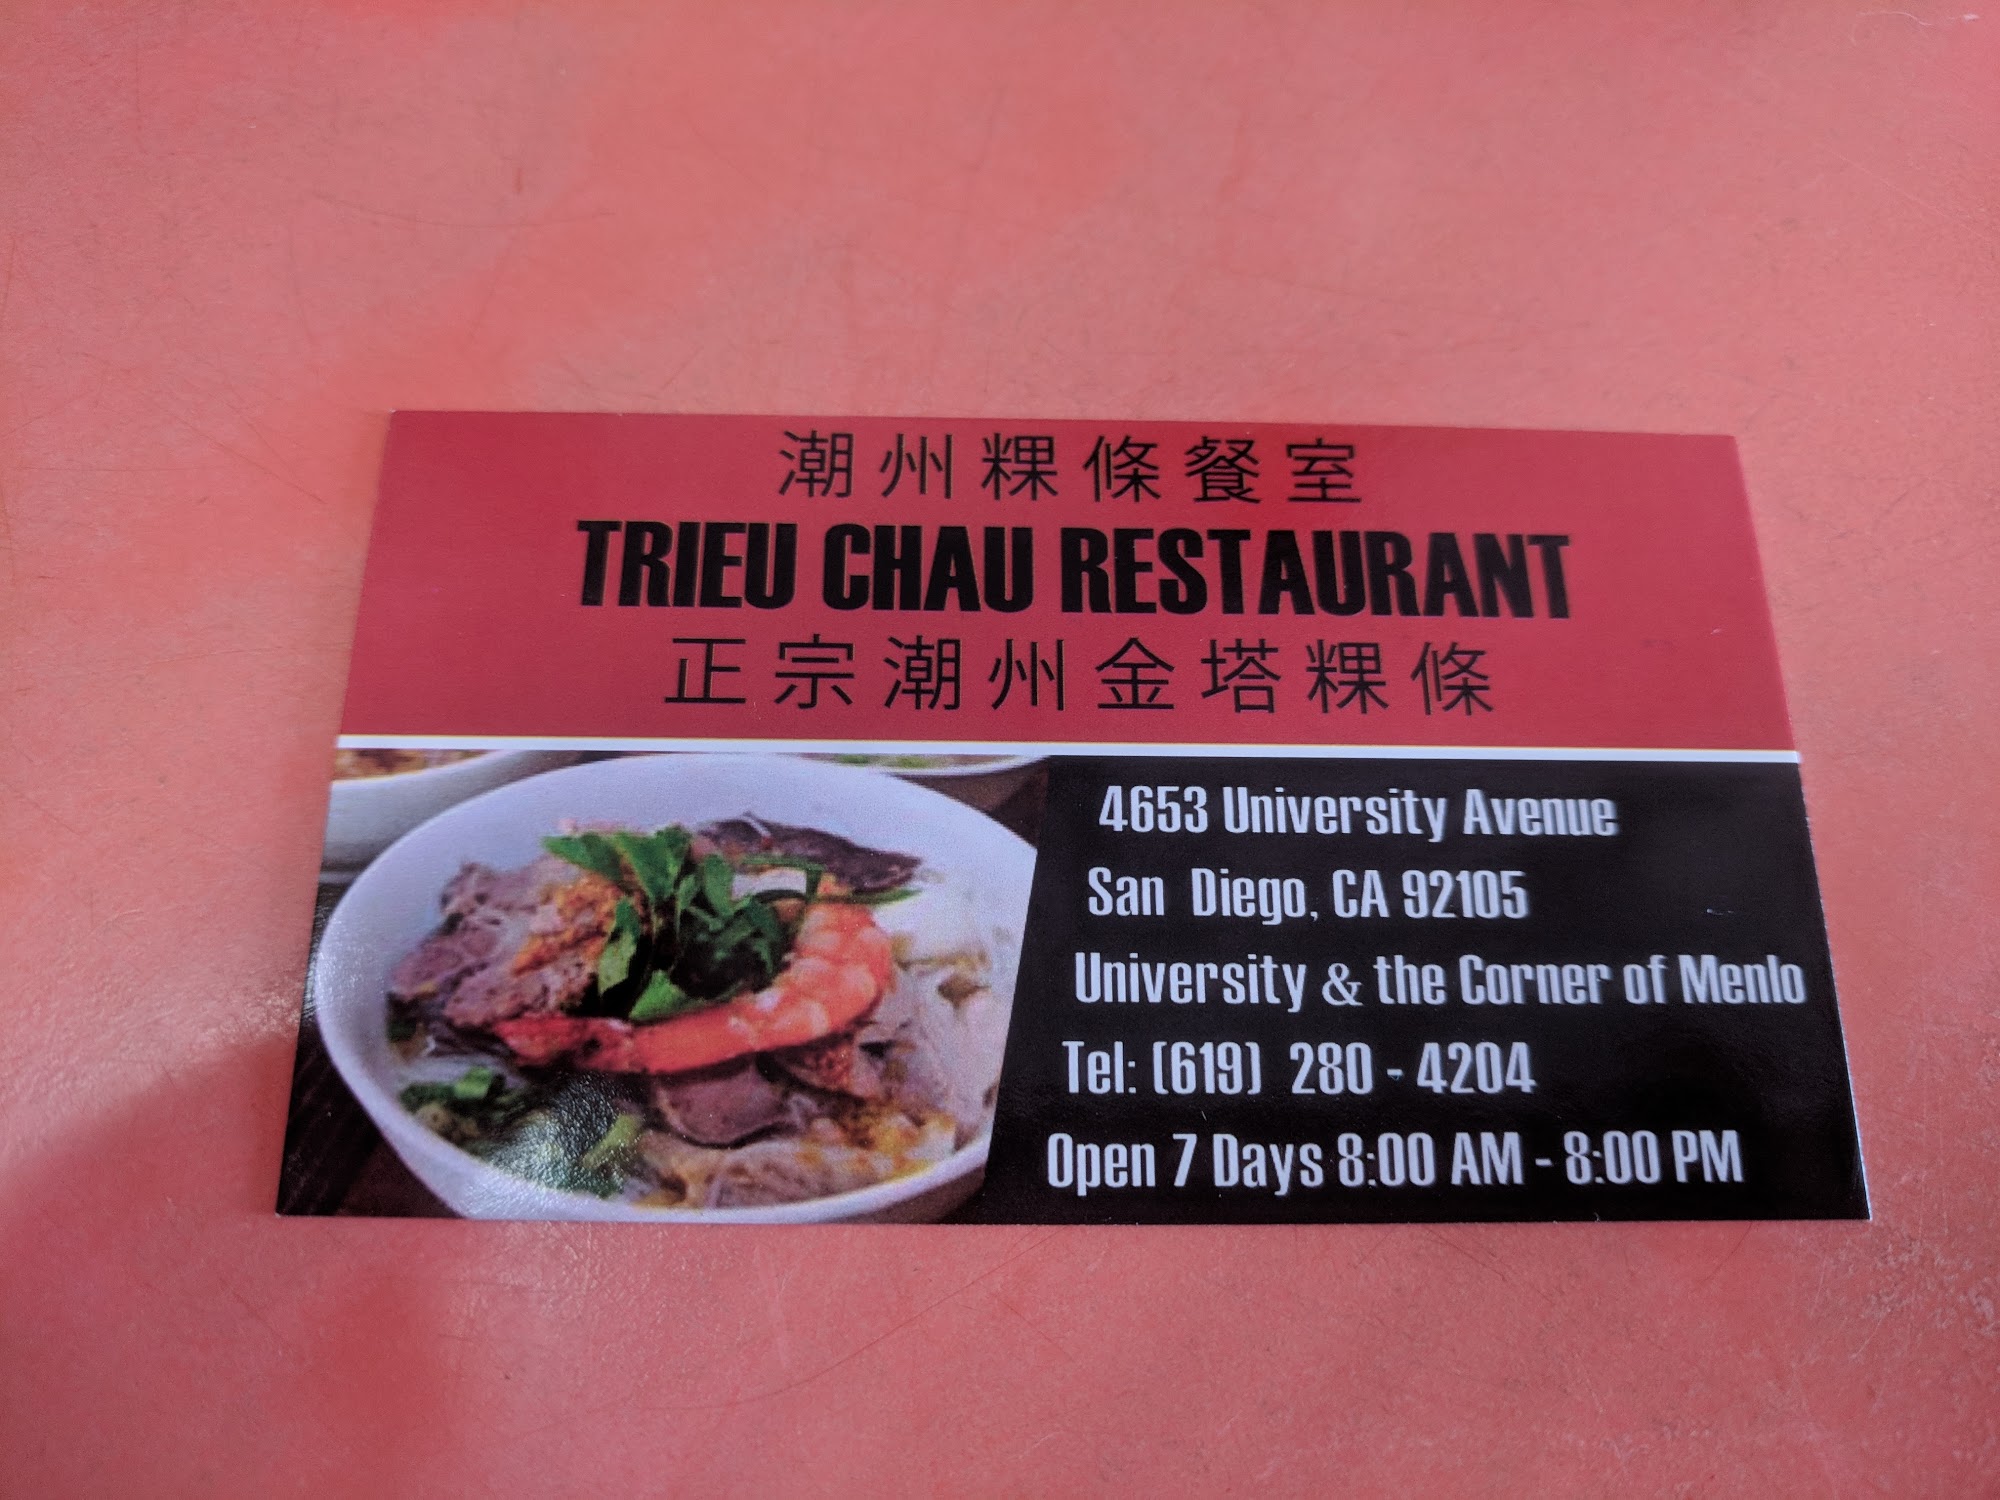 潮州粿條餐室
TRIEU CHAU RESTAURANT
正宗潮州金塔粿條
4653 University Avenue
San Diego, CA 92105
University & the Corner of Menlo
Tel: (619) 280 - 4204
Open 7 Days 8:00 AM - 8:00 PM